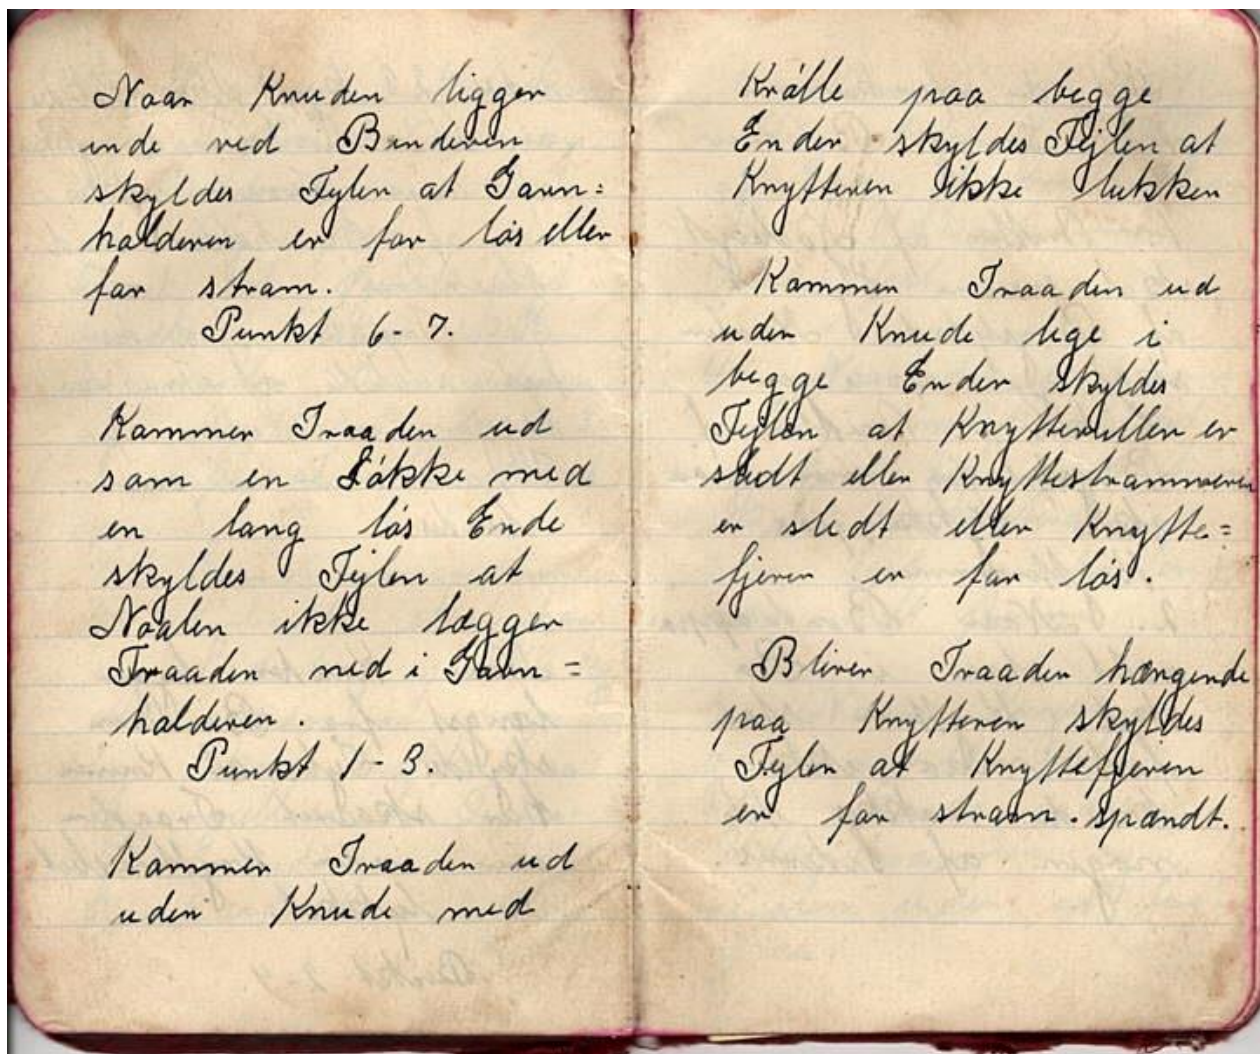 Naar Knuden ligger
inde ved Binderen
skyldes Fejlen at Garn=
holderen er for løs eller
for stram.
Punkt 6-7.
Kommer Traaden ud
som en Løkke med
en lang løs Ende
skyldes Fejlen at
Naalen ikke lægger
Traaden ned i Garn=
holderen.
Punkt 1-3.
Kommer Traaden ud
uden Knude med
Krølle paa begge
Ender skyldes Fejlen at
Knytteren ikke lukker
Kommer Traaden ud
uden Knude lige i
begge Ender skyldes
Fejlen at Knytterullen er
slidt eller Knyttestrammeren
er slidt eller Knytte=
fjeren er for løs.
Bliver Traaden hængende
paa Knytteren skyldes
Fejlen at Knyttefjeren
er for stram. spændt.